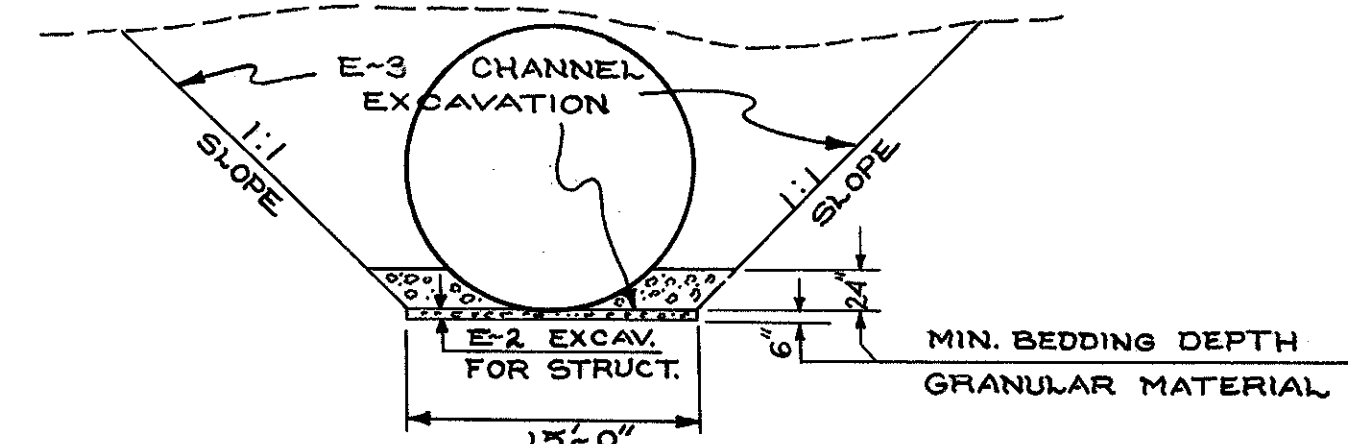 E~3 CHANNEL
EXCAVATION
1:1
SLOPE
1:1
SLOPE
24"
6"
E~2 EXCAV.
FOR STRUCT.
MIN. BEDDING DEPTH
GRANULAR MATERIAL